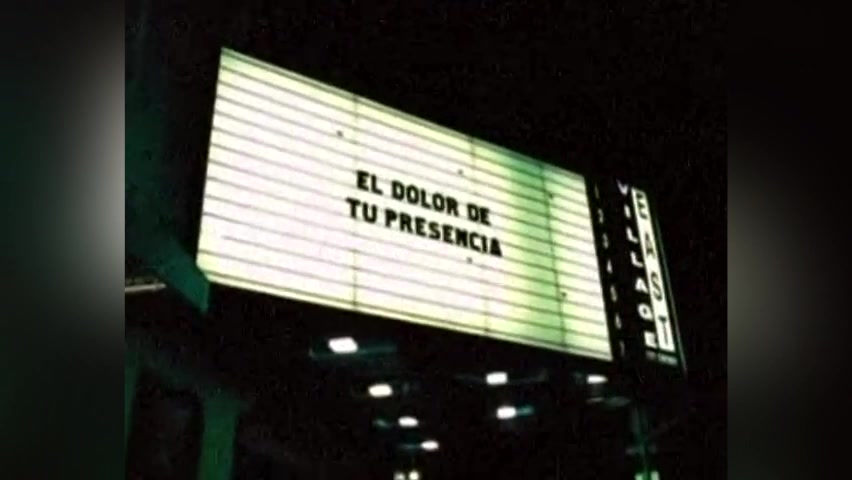 EL DOLOR DE
TU PRESENCIA
VILLAGE
EAST